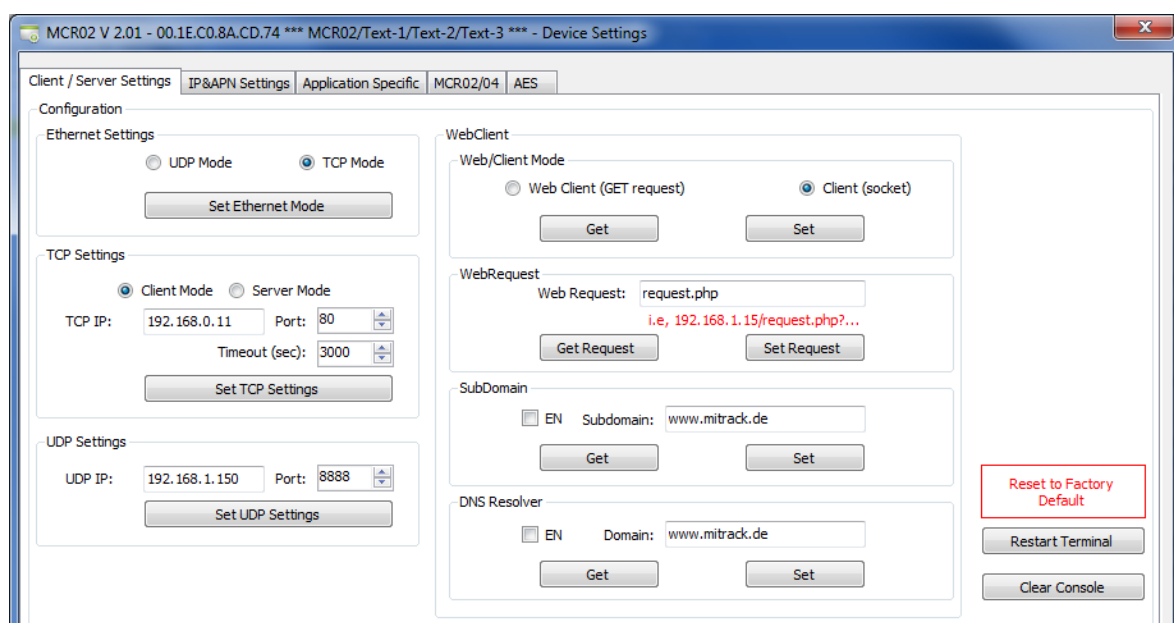 MCR02 V 2.01 - 00.1E.C0.8A.CD.74 *** MCR02/Text-1/Text-2/Text-3 *** - Device Settings
Client / Server Settings IP&APN Settings Application Specific MCR02/04 AES
Configuration
Ethernet Settings
UDP Mode TCP Mode
Set Ethernet Mode
TCP Settings
Client Mode Server Mode
TCP IP: 192.168.0.11 Port: 80
Timeout (sec): 3000
Set TCP Settings
UDP Settings
UDP IP: 192.168.1.150 Port: 8888
Set UDP Settings
WebClient
Web/Client Mode
Web Client (GET request) Client (socket)
Get Set
WebRequest
Web Request: request.php
i.e, 192.168.1.15/request.php?...
Get Request Set Request
SubDomain
EN Subdomain: www.mitrack.de
Get Set
DNS Resolver
EN Domain: www.mitrack.de
Get Set
Reset to Factory
Default
Restart Terminal
Clear Console